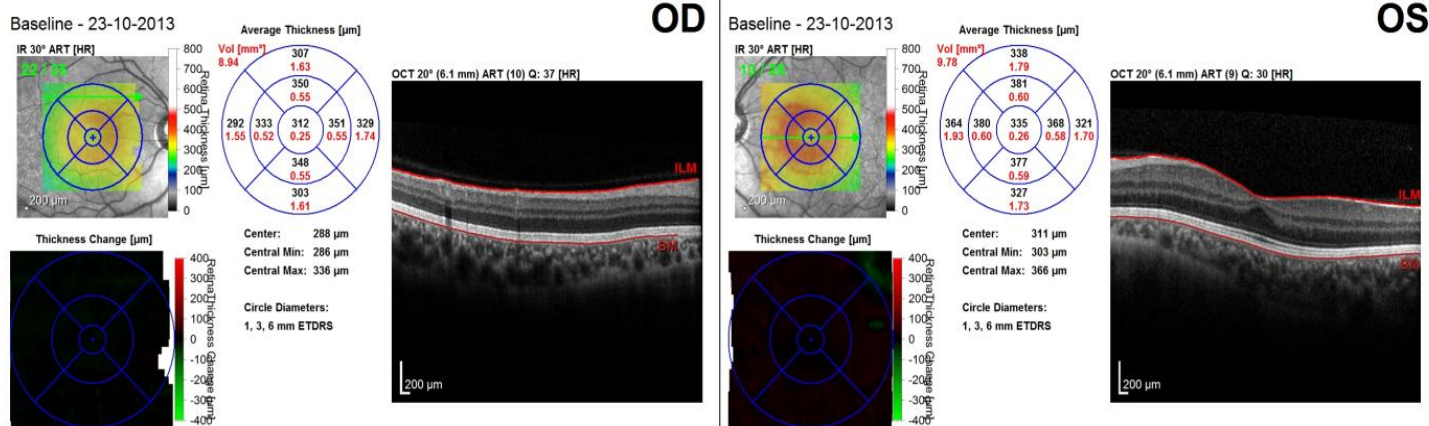 OD
Baseline - 23-10-2013
Average Thickness [µm]
IR 30° ART [HR]
22 / 25
200 µm
800
700
600
500
400
300
200
100
0
Retina Thickness [µm]
Vol [mm³]
8.94
307
1.63
350
0.55
292 333 312 351 329
1.55 0.52 0.25 0.55 1.74
348
0.55
303
1.61
Center: 288 µm
Central Min: 286 µm
Central Max: 336 µm
Circle Diameters:
1, 3, 6 mm ETDRS
OCT 20° (6.1 mm) ART (10) Q: 37 [HR]
ILM
BM
200 µm
Thickness Change [µm]
400
300
200
100
0
-100
-200
-300
-400
Retina Thickness Change [µm]
OS
Baseline - 23-10-2013
Average Thickness [µm]
IR 30° ART [HR]
200 µm
800
700
600
500
400
300
200
100
0
Retina Thickness [µm]
Vol [mm³]
9.78
338
1.79
381
0.60
364 380 335 368 321
1.93 0.60 0.26 0.58 1.70
377
0.59
327
1.73
Center: 311 µm
Central Min: 303 µm
Central Max: 366 µm
Circle Diameters:
1, 3, 6 mm ETDRS
OCT 20° (6.1 mm) ART (9) Q: 30 [HR]
ILM
BM
200 µm
Thickness Change [µm]
400
300
200
100
0
-100
-200
-300
-400
Retina Thickness Change [µm]